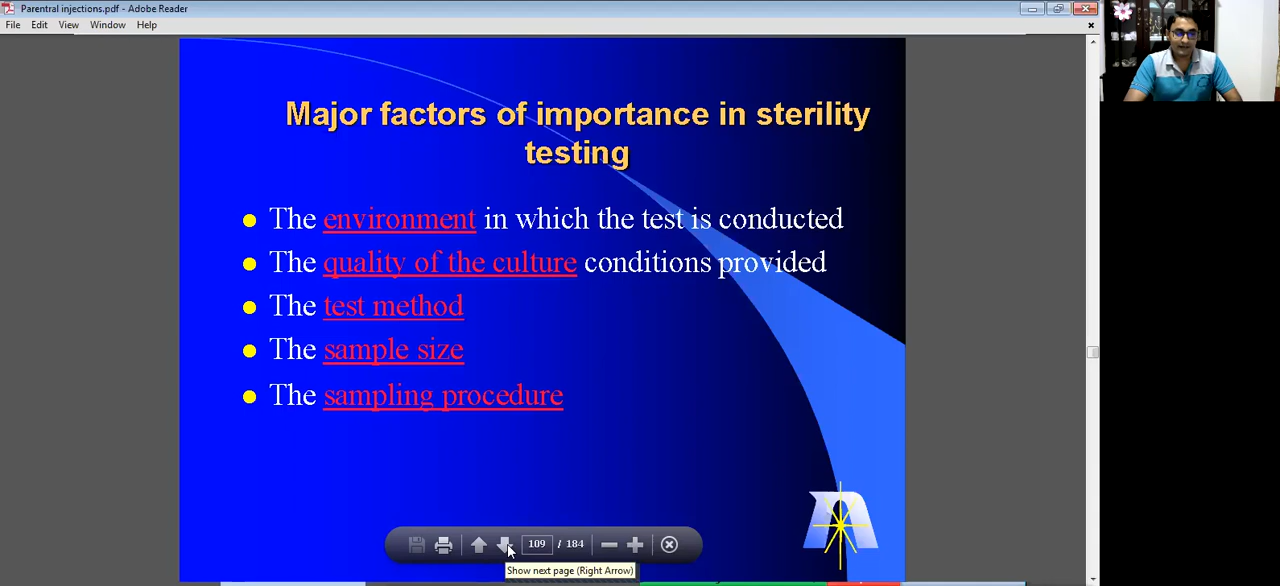 Parentral injections.pdf - Adobe Reader
File Edit View Window Help
Major factors of importance in sterility
testing
The environment in which the test is conducted
The quality of the culture conditions provided
The test method
The sample size
The sampling procedure
109 / 184
Show next page (Right Arrow)